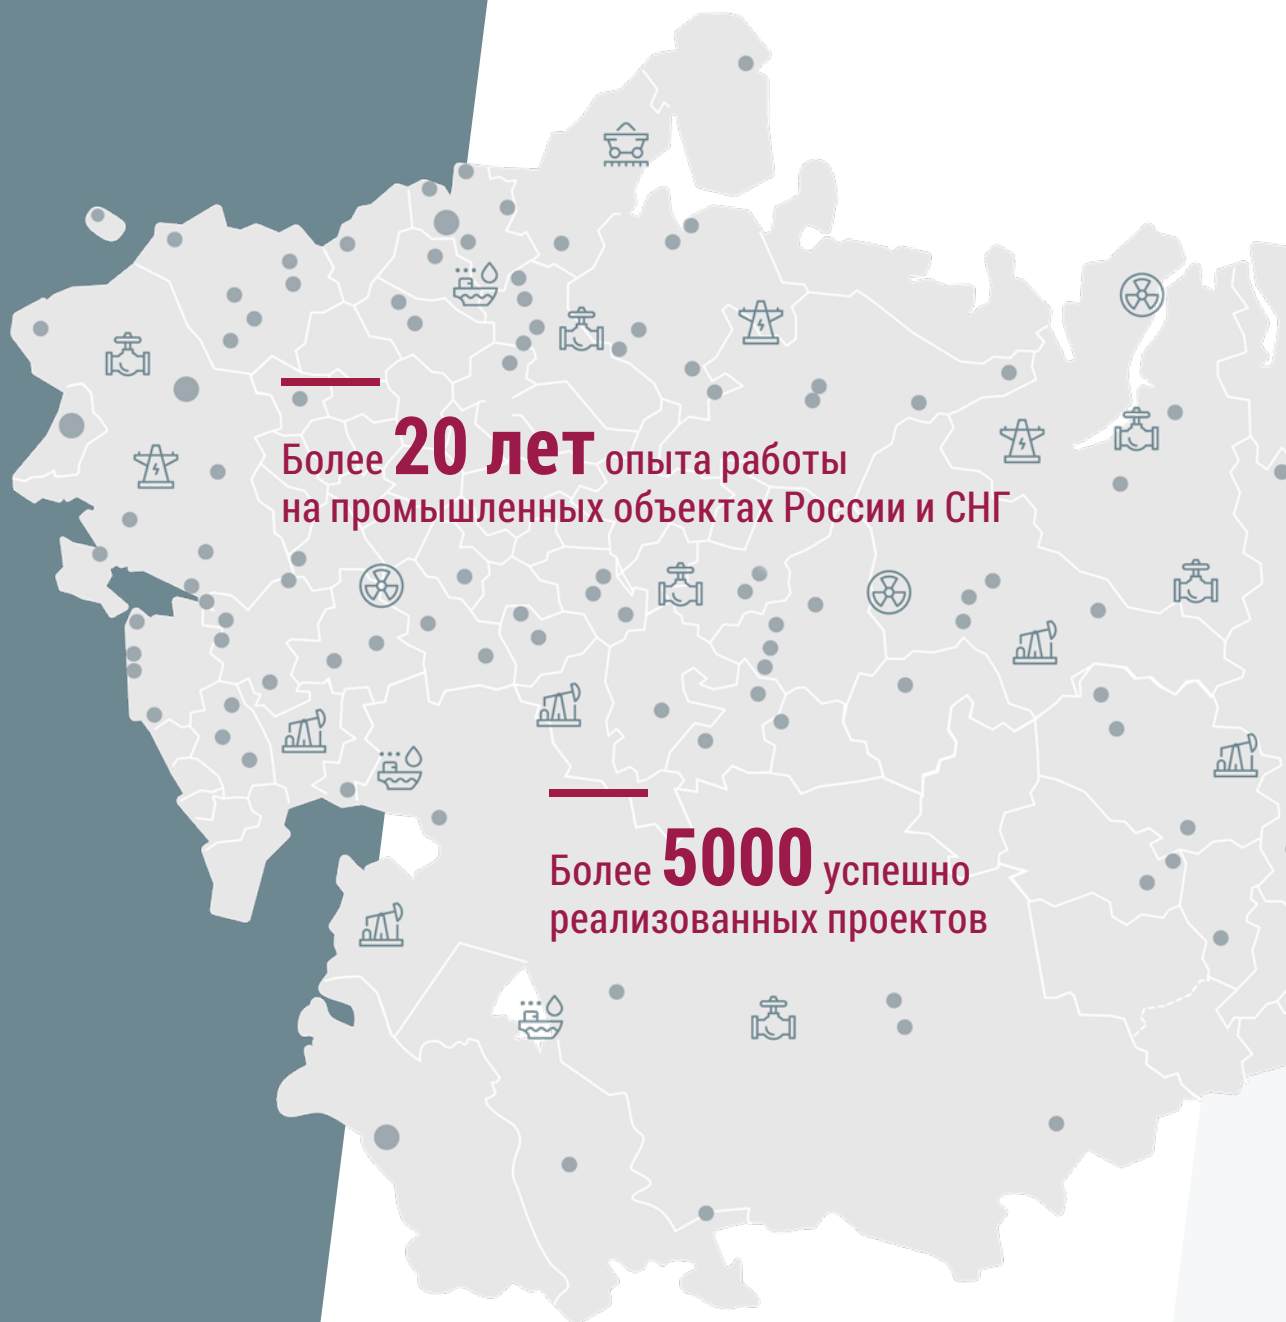 Более 20 лет опыта работы
на промышленных объектах России и СНГ
Более 5000 успешно
реализованных проектов